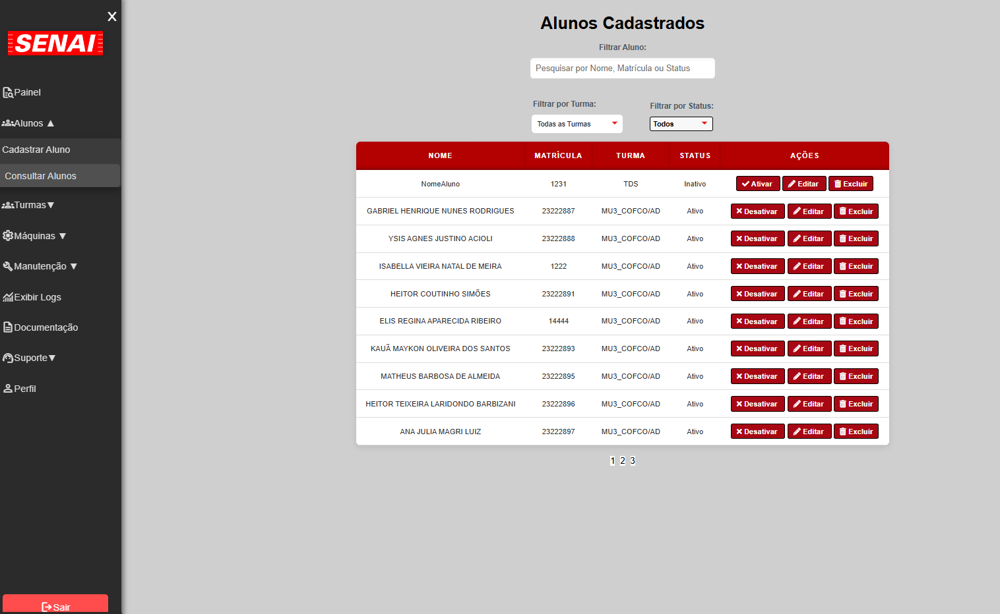 X
SENAI
Painel
Alunos ▲
Cadastrar Aluno
Consultar Alunos
Turmas▼
Máquinas ▼
Manutenção ▼
Exibir Logs
Documentação
Suporte▼
Perfil
Sair
Alunos Cadastrados
Filtrar Aluno:
Pesquisar por Nome, Matrícula ou Status
Filtrar por Turma: Filtrar por Status:
Todas as Turmas Todos
NOME MATRÍCULA TURMA STATUS AÇÕES
NomeAluno 1231 TDS Inativo Ativar Editar Excluir
GABRIEL HENRIQUE NUNES RODRIGUES 23222887 MU3_COFCO/AD Ativo Desativar Editar Excluir
YSIS AGNES JUSTINO ACIOLI 23222888 MU3_COFCO/AD Ativo Desativar Editar Excluir
ISABELLA VIEIRA NATAL DE MEIRA 1222 MU3_COFCO/AD Ativo Desativar Editar Excluir
HEITOR COUTINHO SIMÕES 23222891 MU3_COFCO/AD Ativo Desativar Editar Excluir
ELIS REGINA APARECIDA RIBEIRO 14444 MU3_COFCO/AD Ativo Desativar Editar Excluir
KAUÃ MAYKON OLIVEIRA DOS SANTOS 23222893 MU3_COFCO/AD Ativo Desativar Editar Excluir
MATHEUS BARBOSA DE ALMEIDA 23222895 MU3_COFCO/AD Ativo Desativar Editar Excluir
HEITOR TEIXEIRA LARIDONDO BARBIZANI 23222896 MU3_COFCO/AD Ativo Desativar Editar Excluir
ANA JULIA MAGRI LUIZ 23222897 MU3_COFCO/AD Ativo Desativar Editar Excluir
1 2 3